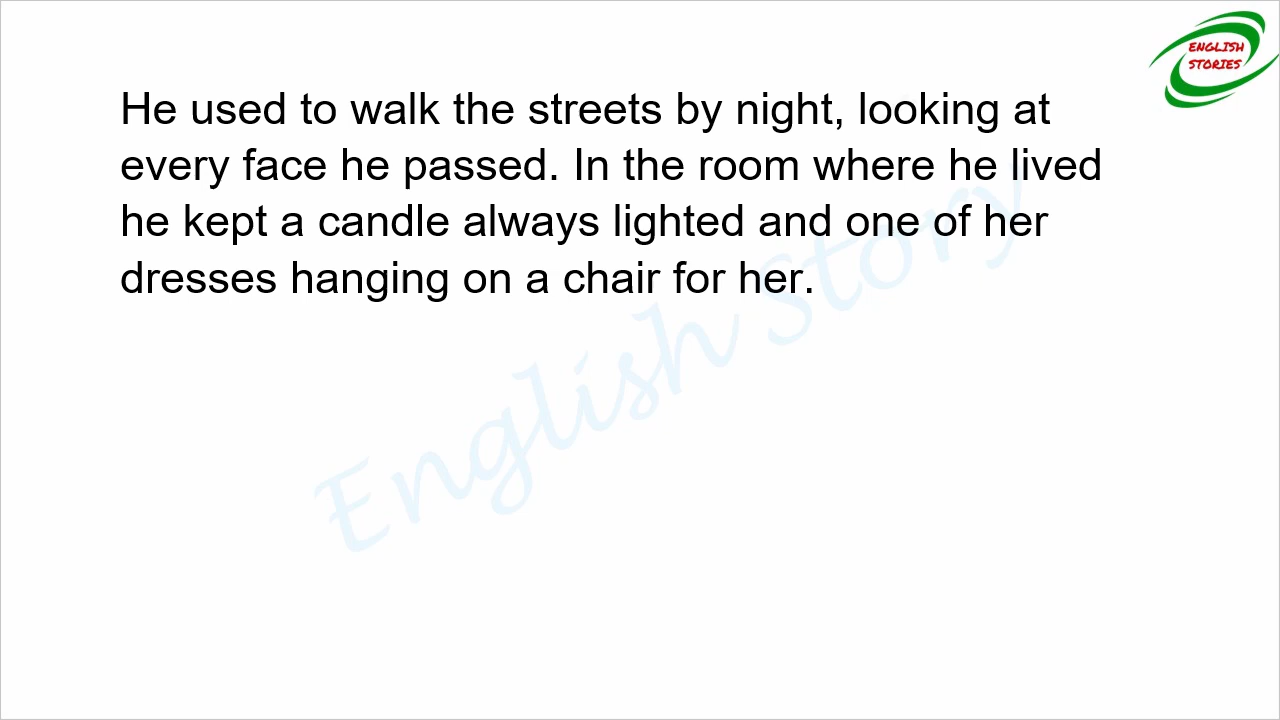 ENGLISH
STORIES
He used to walk the streets by night, looking at
every face he passed. In the room where he lived
he kept a candle always lighted and one of her
dresses hanging on a chair for her.
English Story